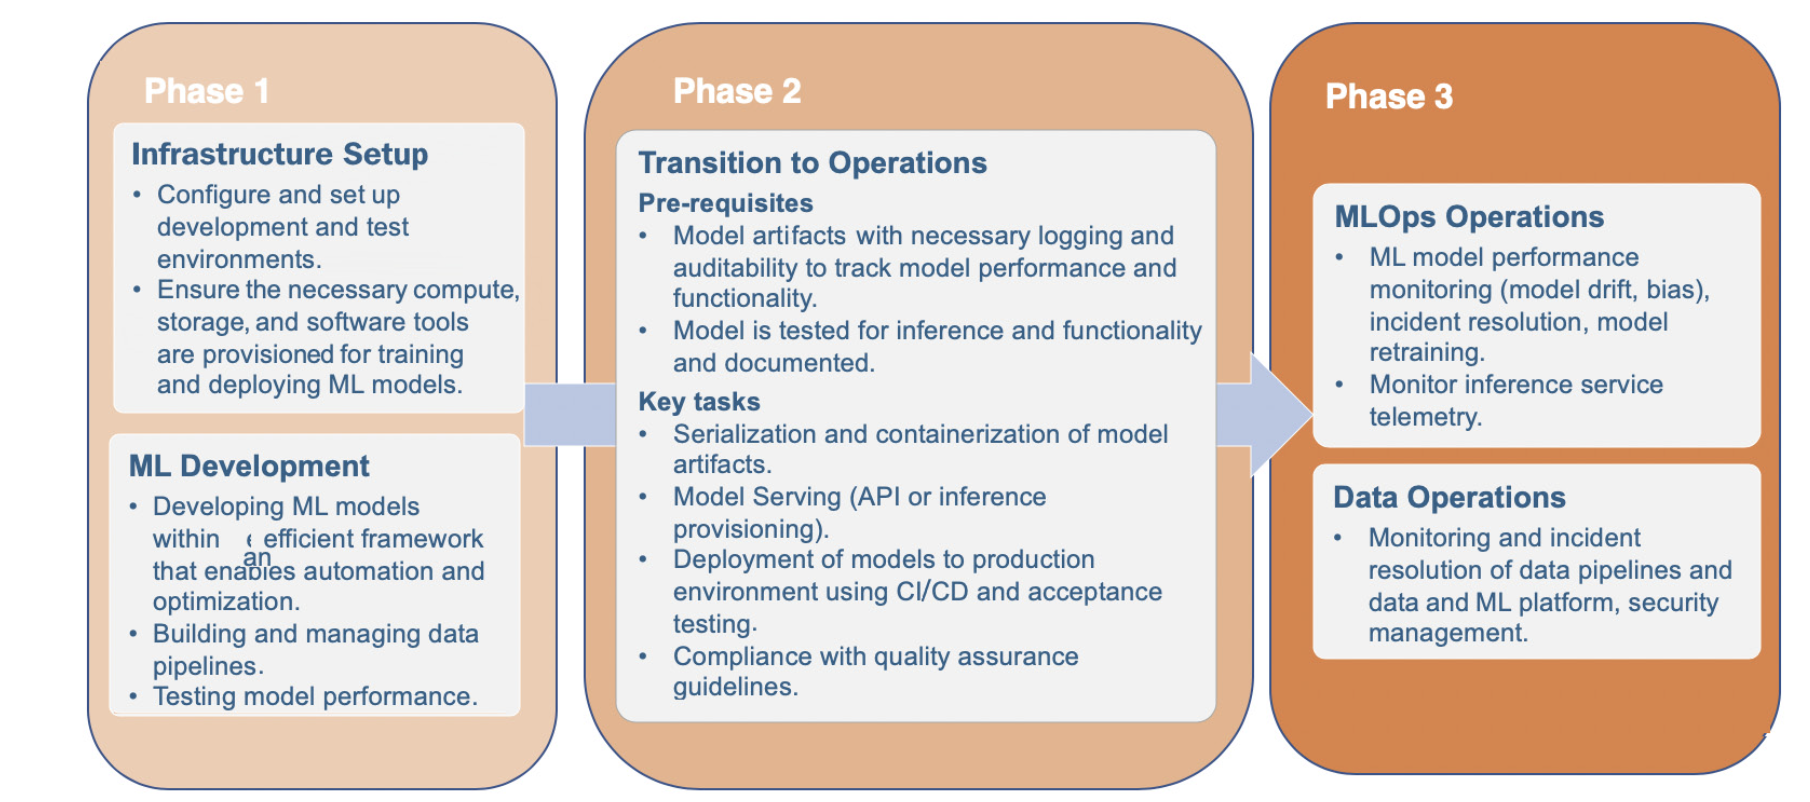 Phase 1
Infrastructure Setup
• Configure and set up
development and test
environments.
• Ensure the necessary compute,
storage, and software tools
are provisioned for training
and deploying ML models.
ML Development
• Developing ML models
within an efficient framework
that enables automation and
optimization.
• Building and managing data
pipelines.
• Testing model performance.
Phase 2
Transition to Operations
Pre-requisites
• Model artifacts with necessary logging and
auditability to track model performance and
functionality.
• Model is tested for inference and functionality
and documented.
Key tasks
• Serialization and containerization of model
artifacts.
• Model Serving (API or inference
provisioning).
• Deployment of models to production
environment using CI/CD and acceptance
testing.
• Compliance with quality assurance
guidelines.
Phase 3
MLOps Operations
• ML model performance
monitoring (model drift, bias),
incident resolution, model
retraining.
• Monitor inference service
telemetry.
Data Operations
• Monitoring and incident
resolution of data pipelines and
data and ML platform, security
management.